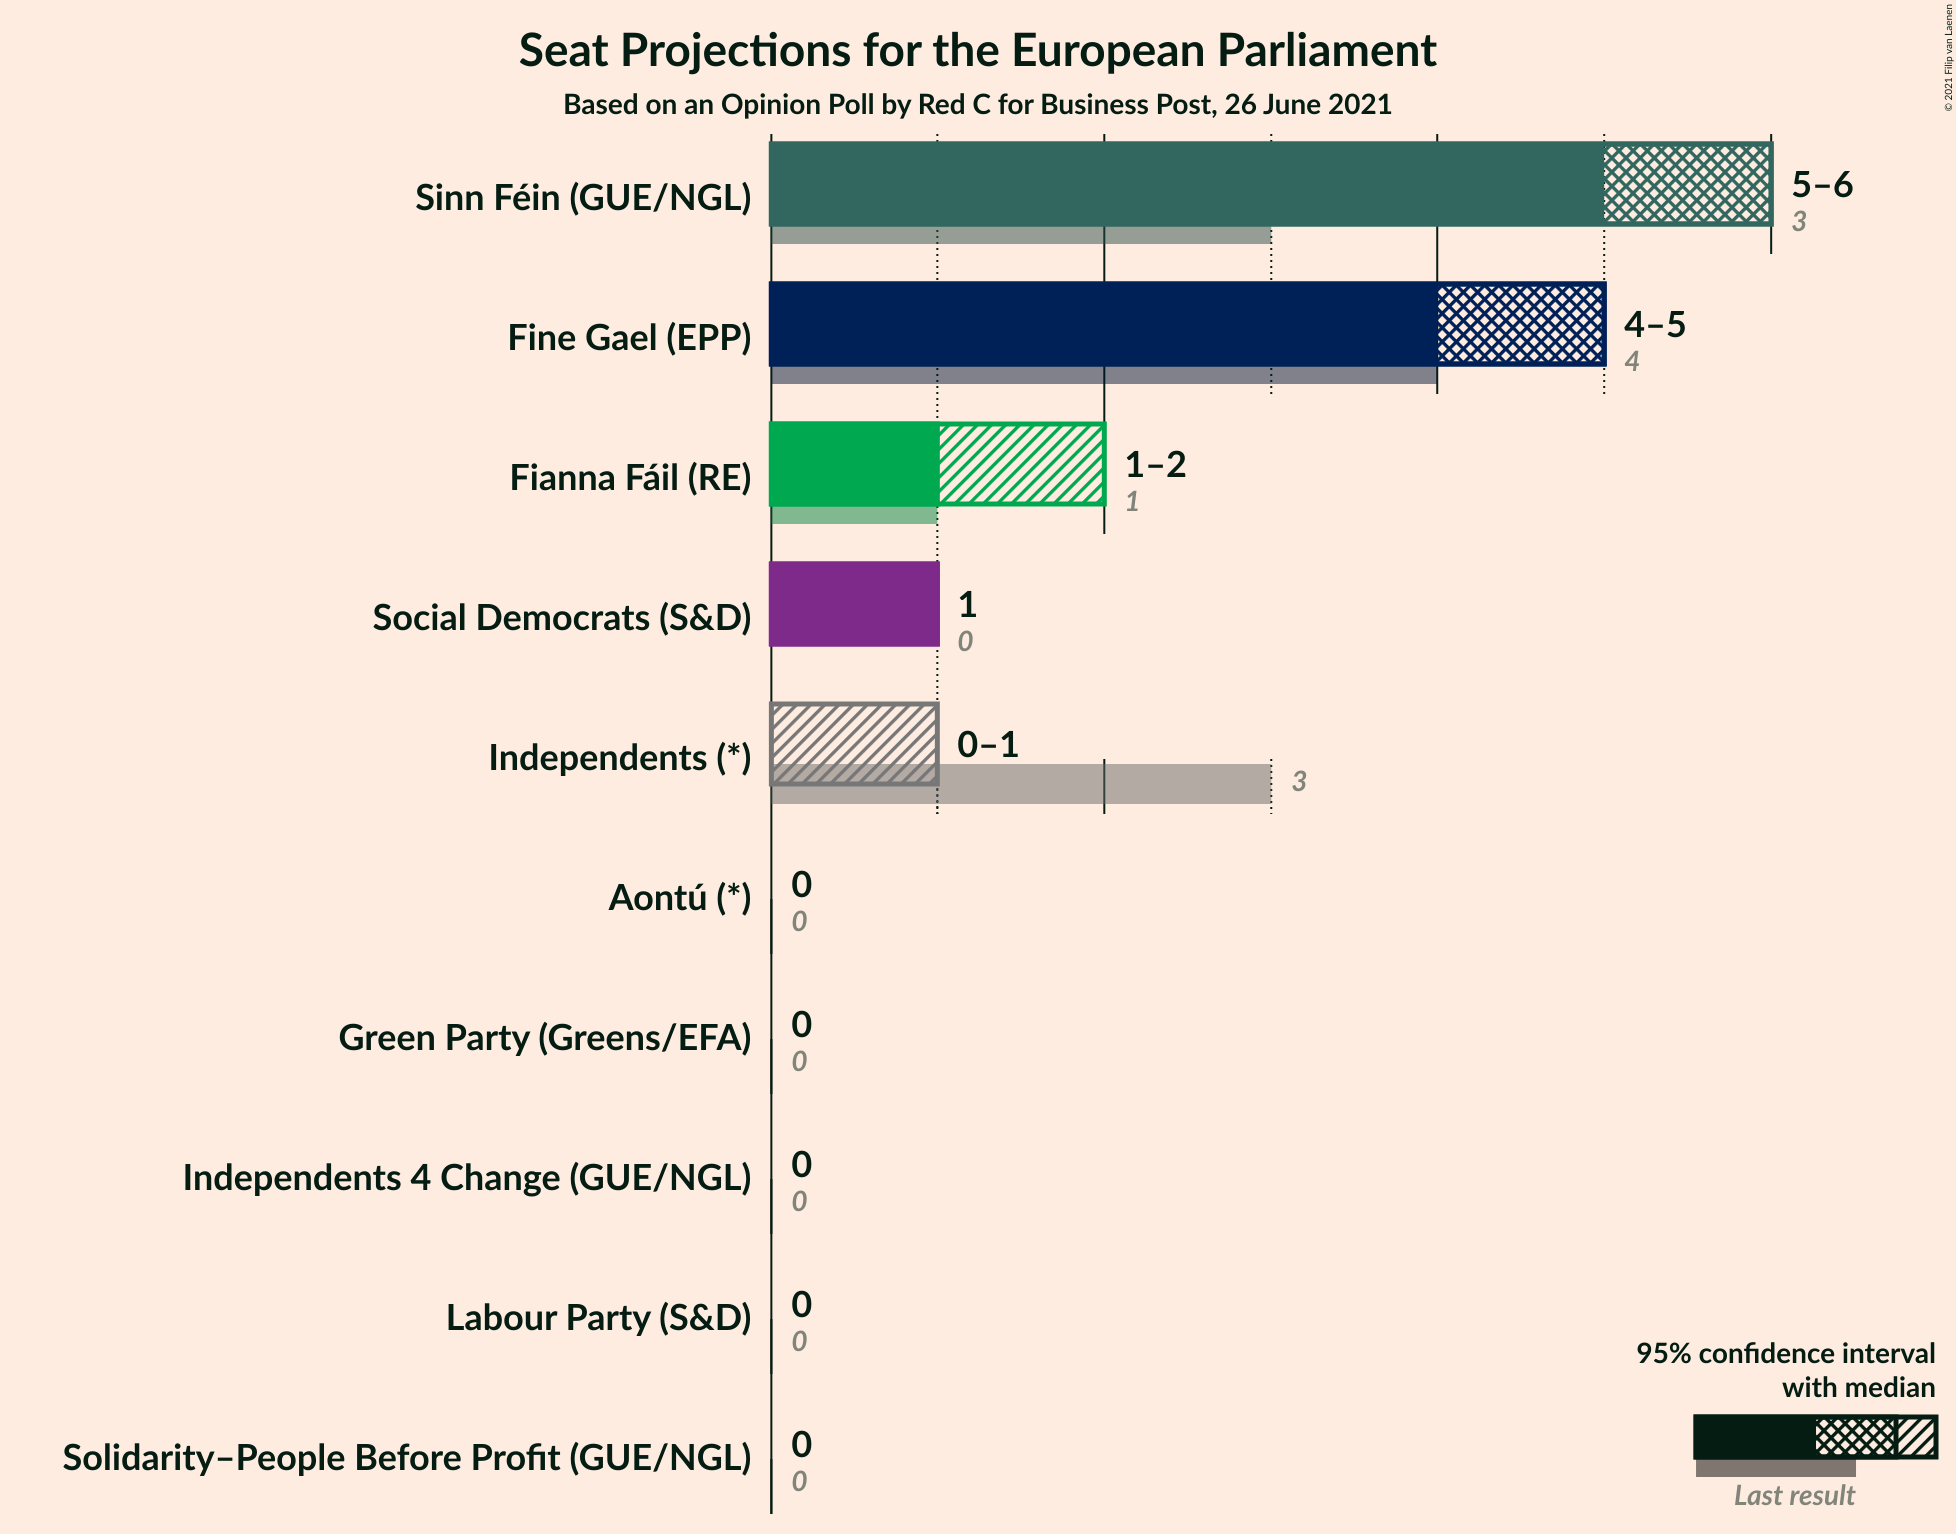 Seat Projections for the European Parliament
Based on an Opinion Poll by Red C for Business Post, 26 June 2021
© 2021 Filip van Laenen
Sinn Féin (GUE/NGL)
5–6
3
Fine Gael (EPP)
4–5
4
Fianna Fáil (RE)
1–2
1
Social Democrats (S&D)
1
0
Independents (*)
0–1
3
Aontú (*)
0
0
Green Party (Greens/EFA)
0
0
Independents 4 Change (GUE/NGL)
0
0
Labour Party (S&D)
0
0
Solidarity–People Before Profit (GUE/NGL)
0
0
95% confidence interval
with median
Last result